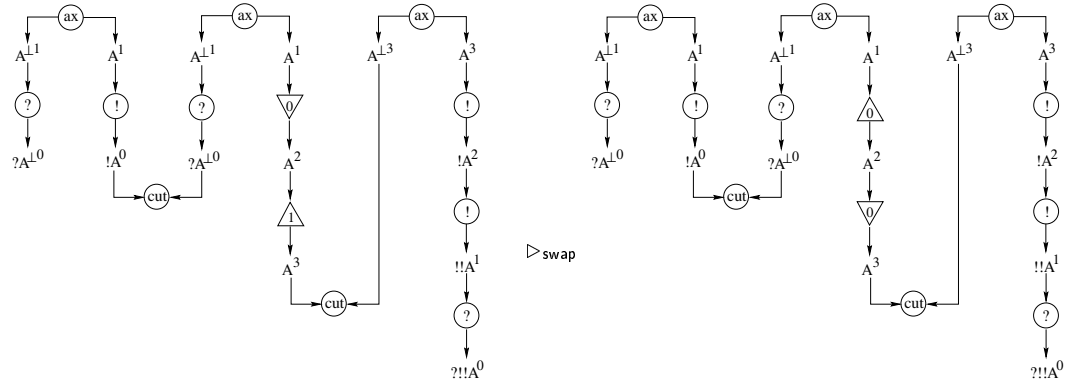 ax ax ax ax ax ax
A⊥1 A1 A⊥1 A1 A⊥3 A3 A⊥1 A1 A⊥1 A1 A⊥3 A3
? ! ? 0 ! ? ! ? 0 !
?A⊥0 !A0 ?A⊥0 A2 !A2 ?A⊥0 !A0 ?A⊥0 A2 !A2
cut cut
1 ! 0 !
▷swap
A3 !!A1 A3 !!A1
cut cut
? ?
?!!A0 ?!!A0